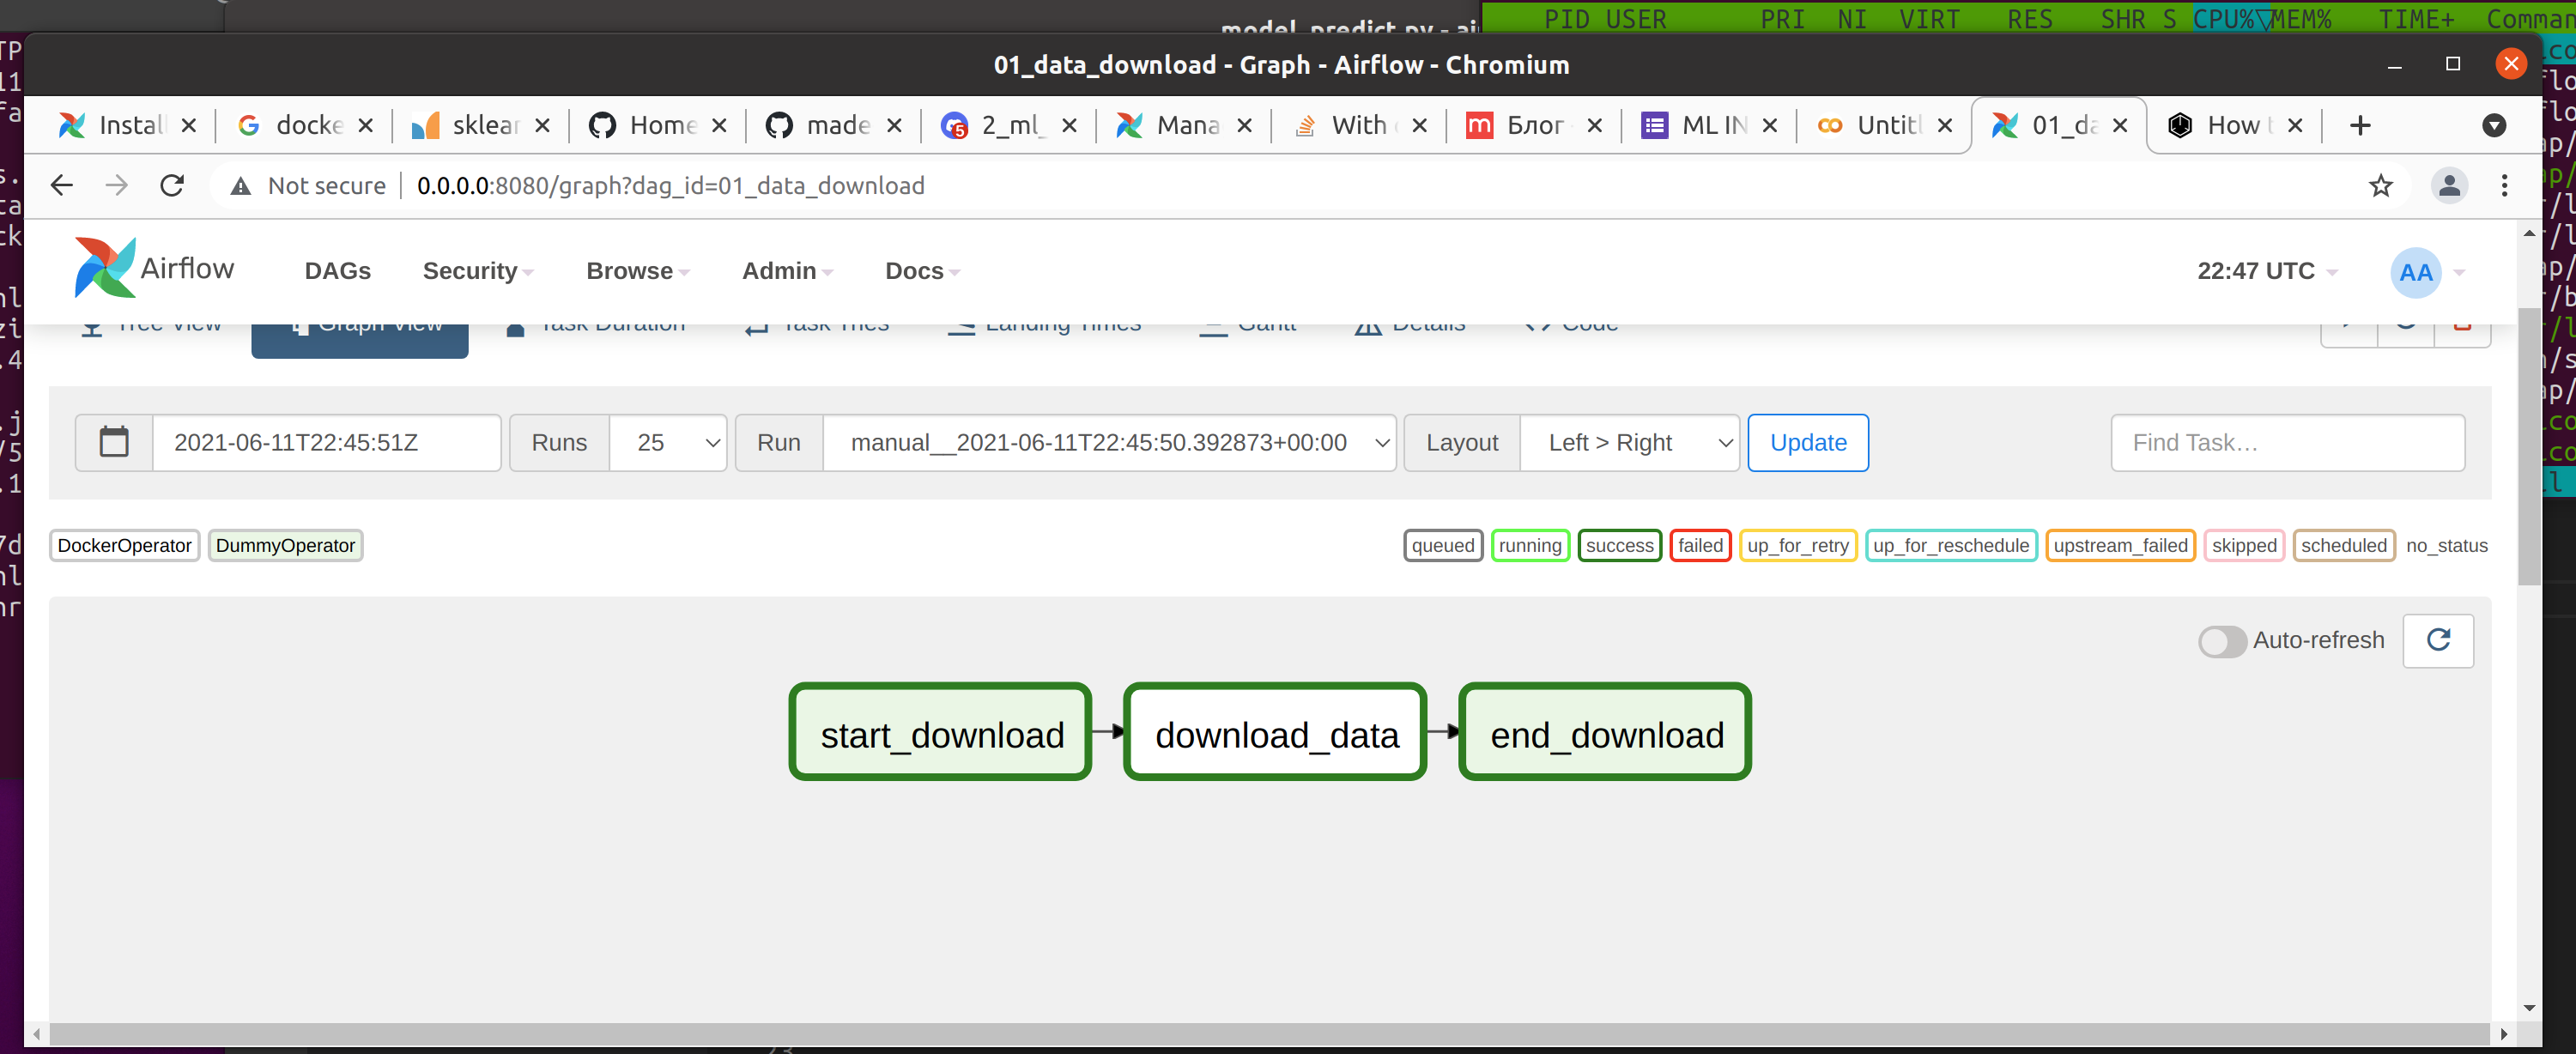 PID USER PRI NI VIRT RES SHR S CPU%▽MEM% TIME+
01_data_download - Graph - Airflow - Chromium
Instal docke sklear Home made 2_ml_ Mana With Блог ML IN Untitl 01_da How
Not secure 0.0.0.0:8080/graph?dag_id=01_data_download
Airflow DAGs Security Browse Admin Docs 22:47 UTC AA
Tree View Graph View Task Duration Task Tries Landing Times Gantt Details Code
2021-06-11T22:45:51Z Runs 25 Run manual__2021-06-11T22:45:50.392873+00:00 Layout Left > Right Update Find Task…
DockerOperator DummyOperator queued running success failed up_for_retry up_for_reschedule upstream_failed skipped scheduled no_status
Auto-refresh
start_download download_data end_download